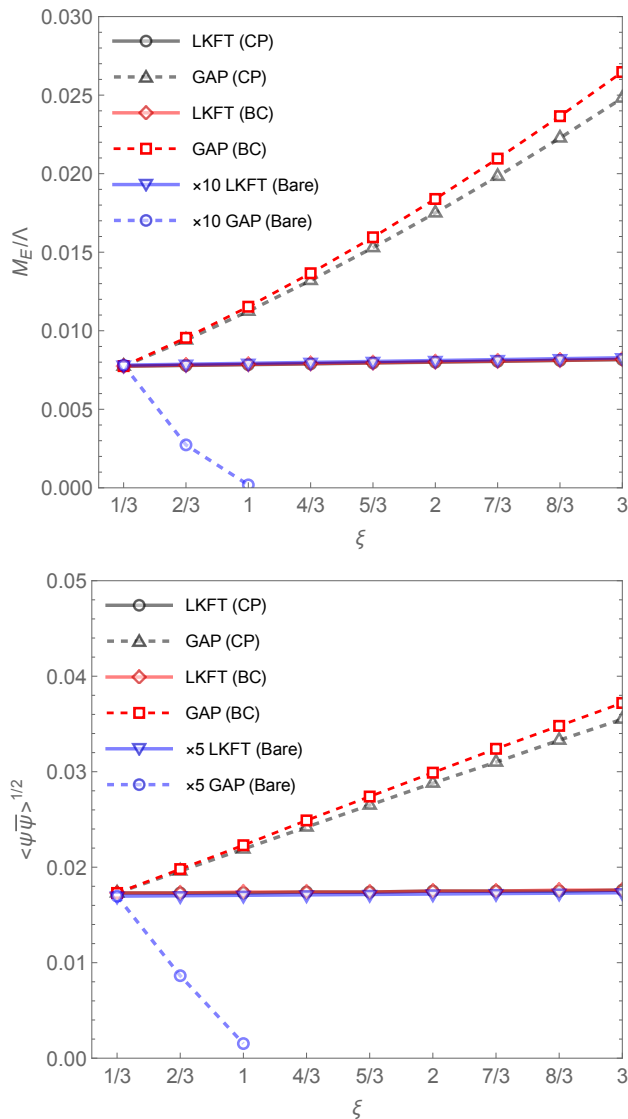 0.030
0.025
0.020
0.015
0.010
0.005
0.000
M_E/Λ
LKFT (CP)
GAP (CP)
LKFT (BC)
GAP (BC)
×10 LKFT (Bare)
×10 GAP (Bare)
1/3 2/3 1 4/3 5/3 2 7/3 8/3 3
ξ
0.05
0.04
0.03
0.02
0.01
0.00
<ψψ̅>^1/2
LKFT (CP)
GAP (CP)
LKFT (BC)
GAP (BC)
×5 LKFT (Bare)
×5 GAP (Bare)
1/3 2/3 1 4/3 5/3 2 7/3 8/3 3
ξ